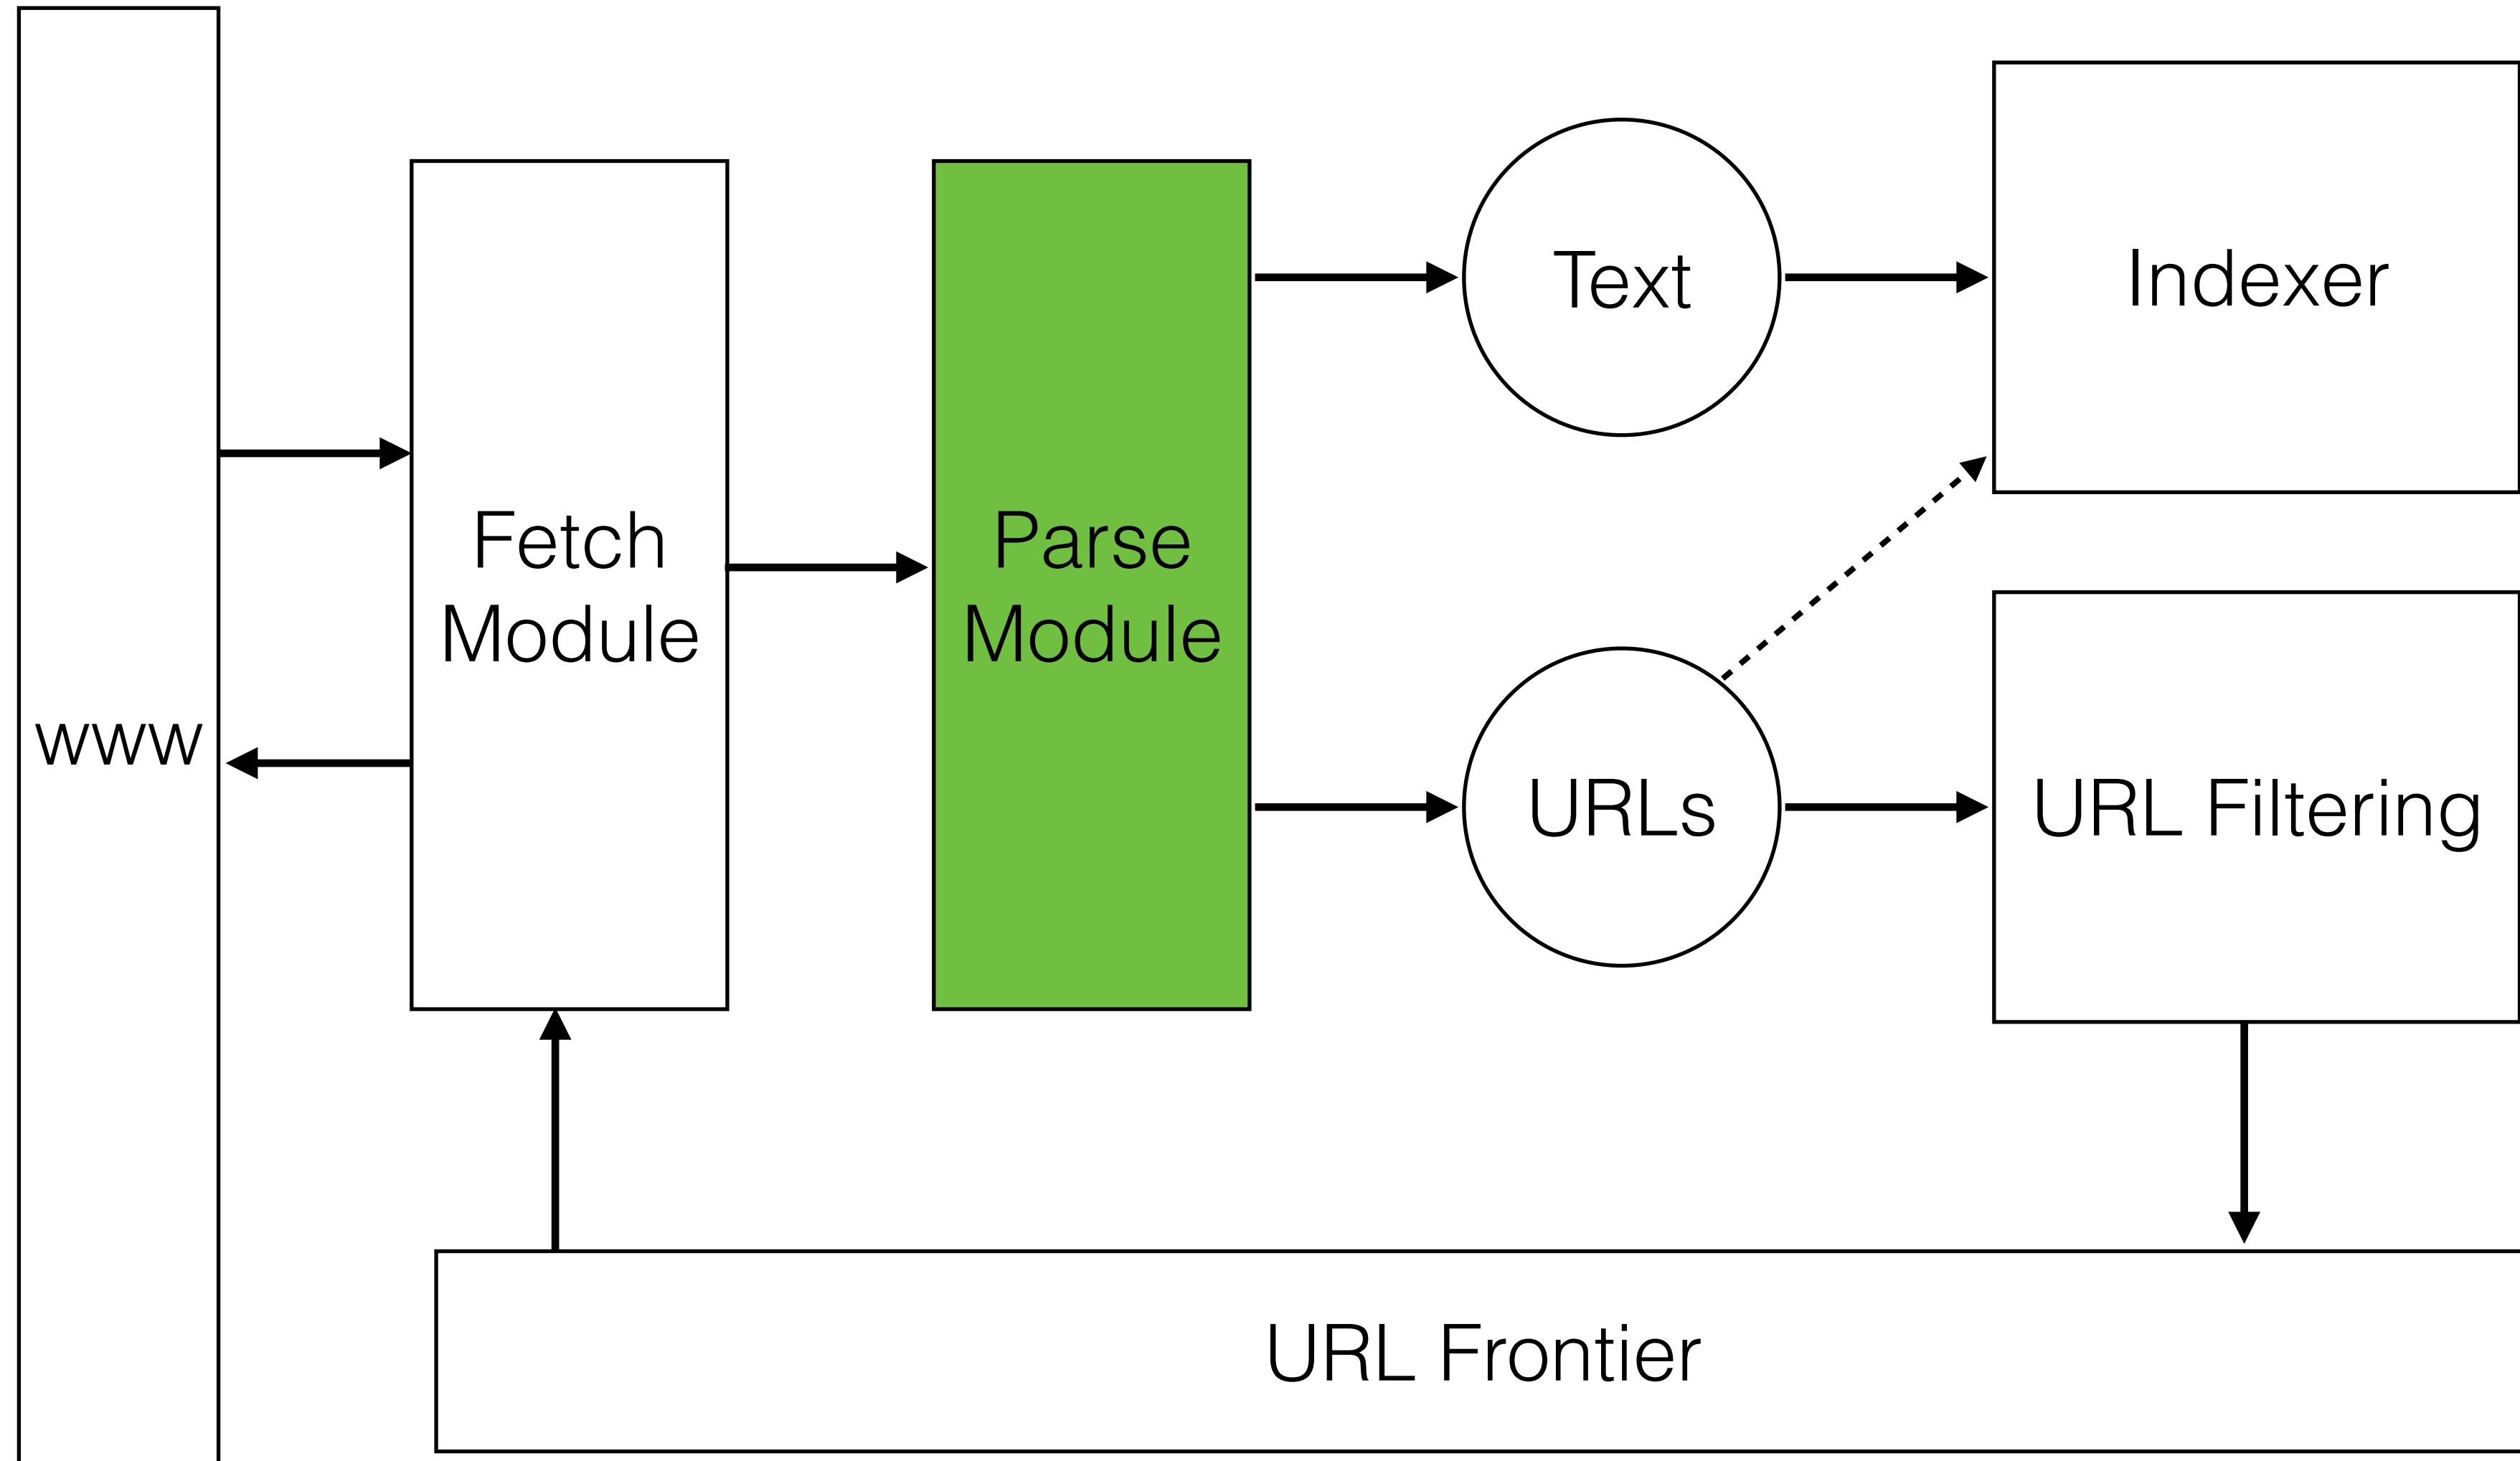 www
Fetch
Module
Parse
Module
Text
URLs
Indexer
URL Filtering
URL Frontier